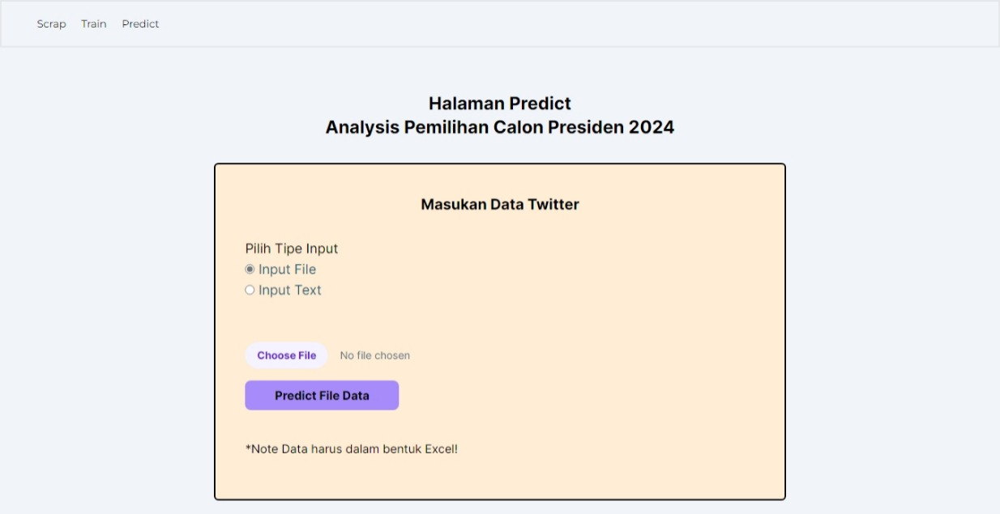 Scrap Train Predict
Halaman Predict
Analysis Pemilihan Calon Presiden 2024
Masukan Data Twitter
Pilih Tipe Input
Input File
Input Text
Choose File No file chosen
Predict File Data
*Note Data harus dalam bentuk Excel!